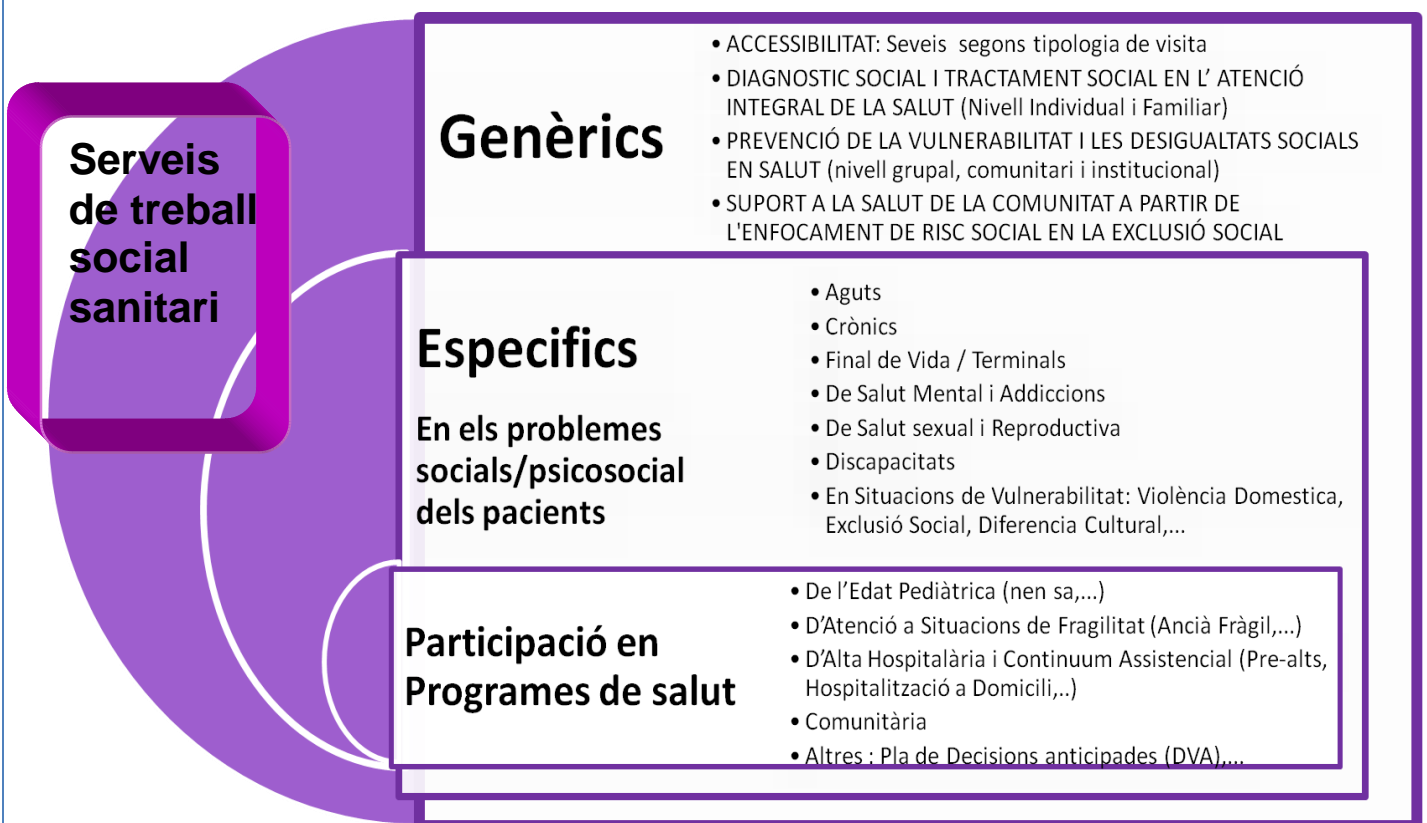 Serveis
de treball
social
sanitari
Genèrics
• ACCESSIBILITAT: Seveis segons tipologia de visita
• DIAGNOSTIC SOCIAL I TRACTAMENT SOCIAL EN L' ATENCIÓ
INTEGRAL DE LA SALUT (Nivell Individual i Familiar)
• PREVENCIÓ DE LA VULNERABILITAT I LES DESIGUALTATS SOCIALS
EN SALUT (nivell grupal, comunitari i institucional)
• SUPORT A LA SALUT DE LA COMUNITAT A PARTIR DE
L'ENFOCAMENT DE RISC SOCIAL EN LA EXCLUSIÓ SOCIAL
Especifics
En els problemes
socials/psicosocial
dels pacients
• Aguts
• Crònics
• Final de Vida / Terminals
• De Salut Mental i Addiccions
• De Salut sexual i Reproductiva
• Discapacitats
• En Situacions de Vulnerabilitat: Violència Domestica,
Exclusió Social, Diferencia Cultural,...
Participació en
Programes de salut
• De l'Edat Pediàtrica (nen sa,...)
• D'Atenció a Situacions de Fragilitat (Ancià Fràgil,...)
• D'Alta Hospitalària i Continuum Assistencial (Pre-alts,
Hospitalització a Domicili,..)
• Comunitària
• Altres : Pla de Decisions anticipades (DVA),...